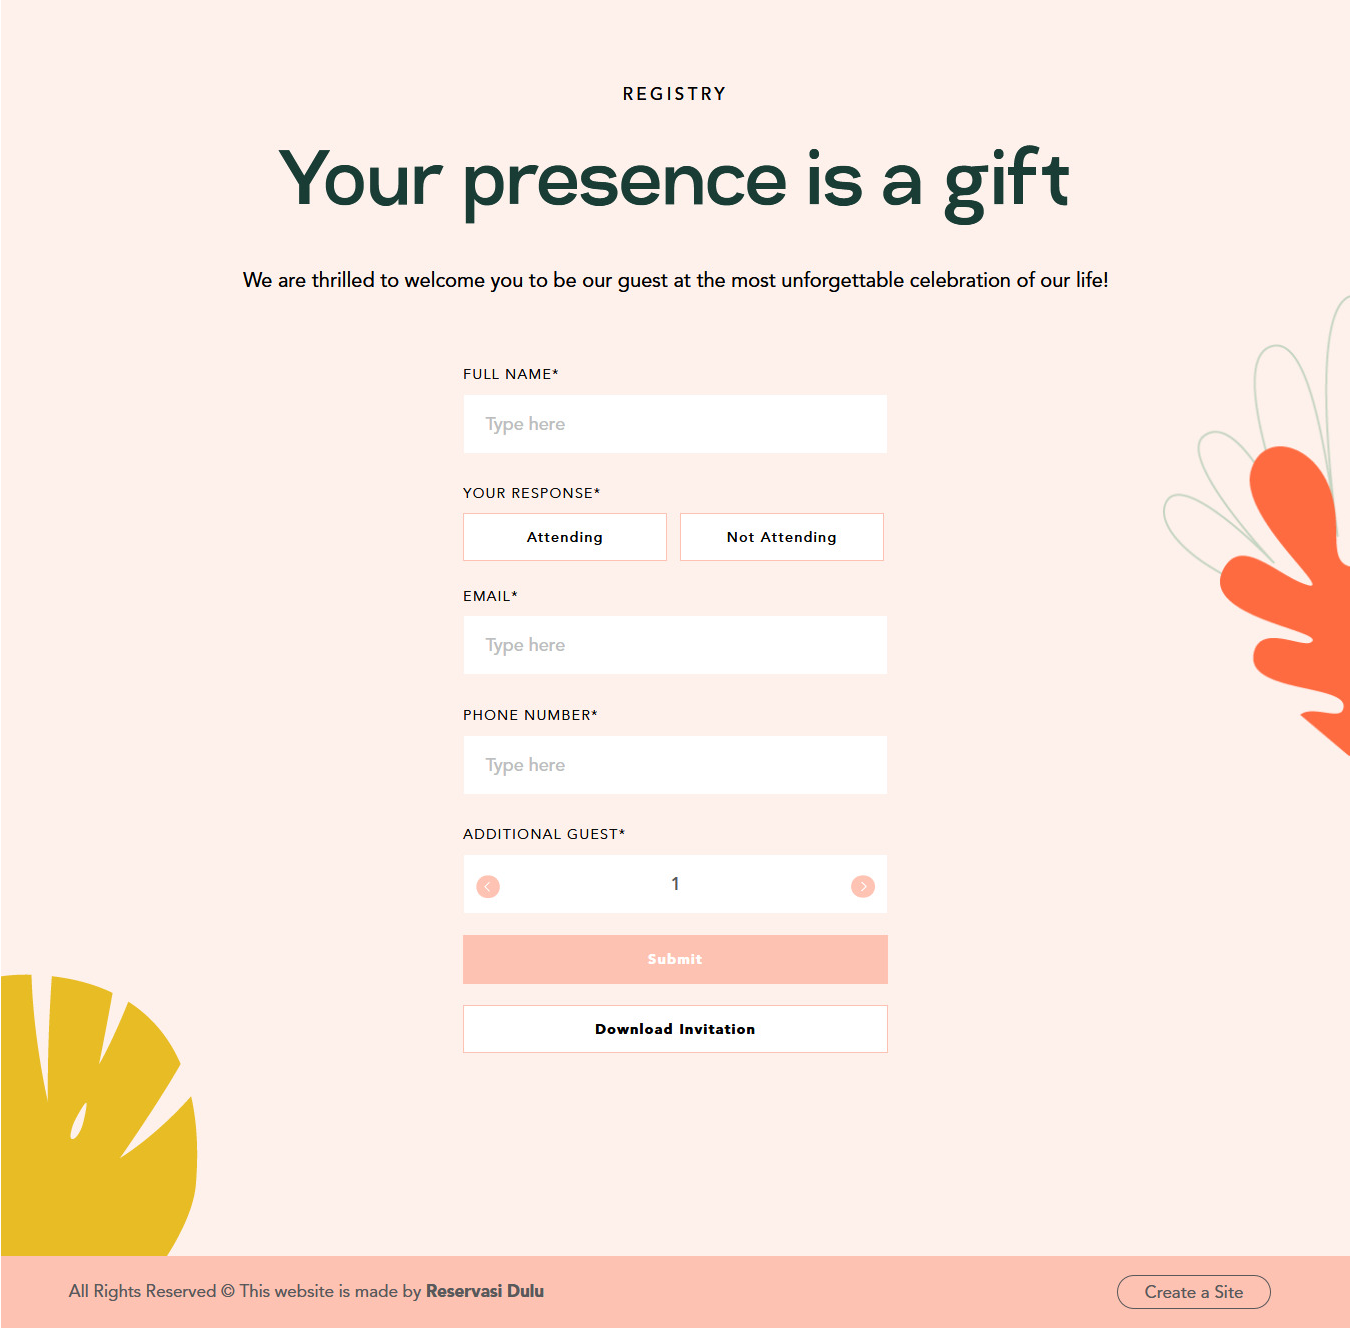 REGISTRY
Your presence is a gift
We are thrilled to welcome you to be our guest at the most unforgettable celebration of our life!
FULL NAME*
Type here
YOUR RESPONSE*
Attending
Not Attending
EMAIL*
Type here
PHONE NUMBER*
Type here
ADDITIONAL GUEST*
1
Submit
Download Invitation
All Rights Reserved © This website is made by Reservasi Dulu
Create a Site